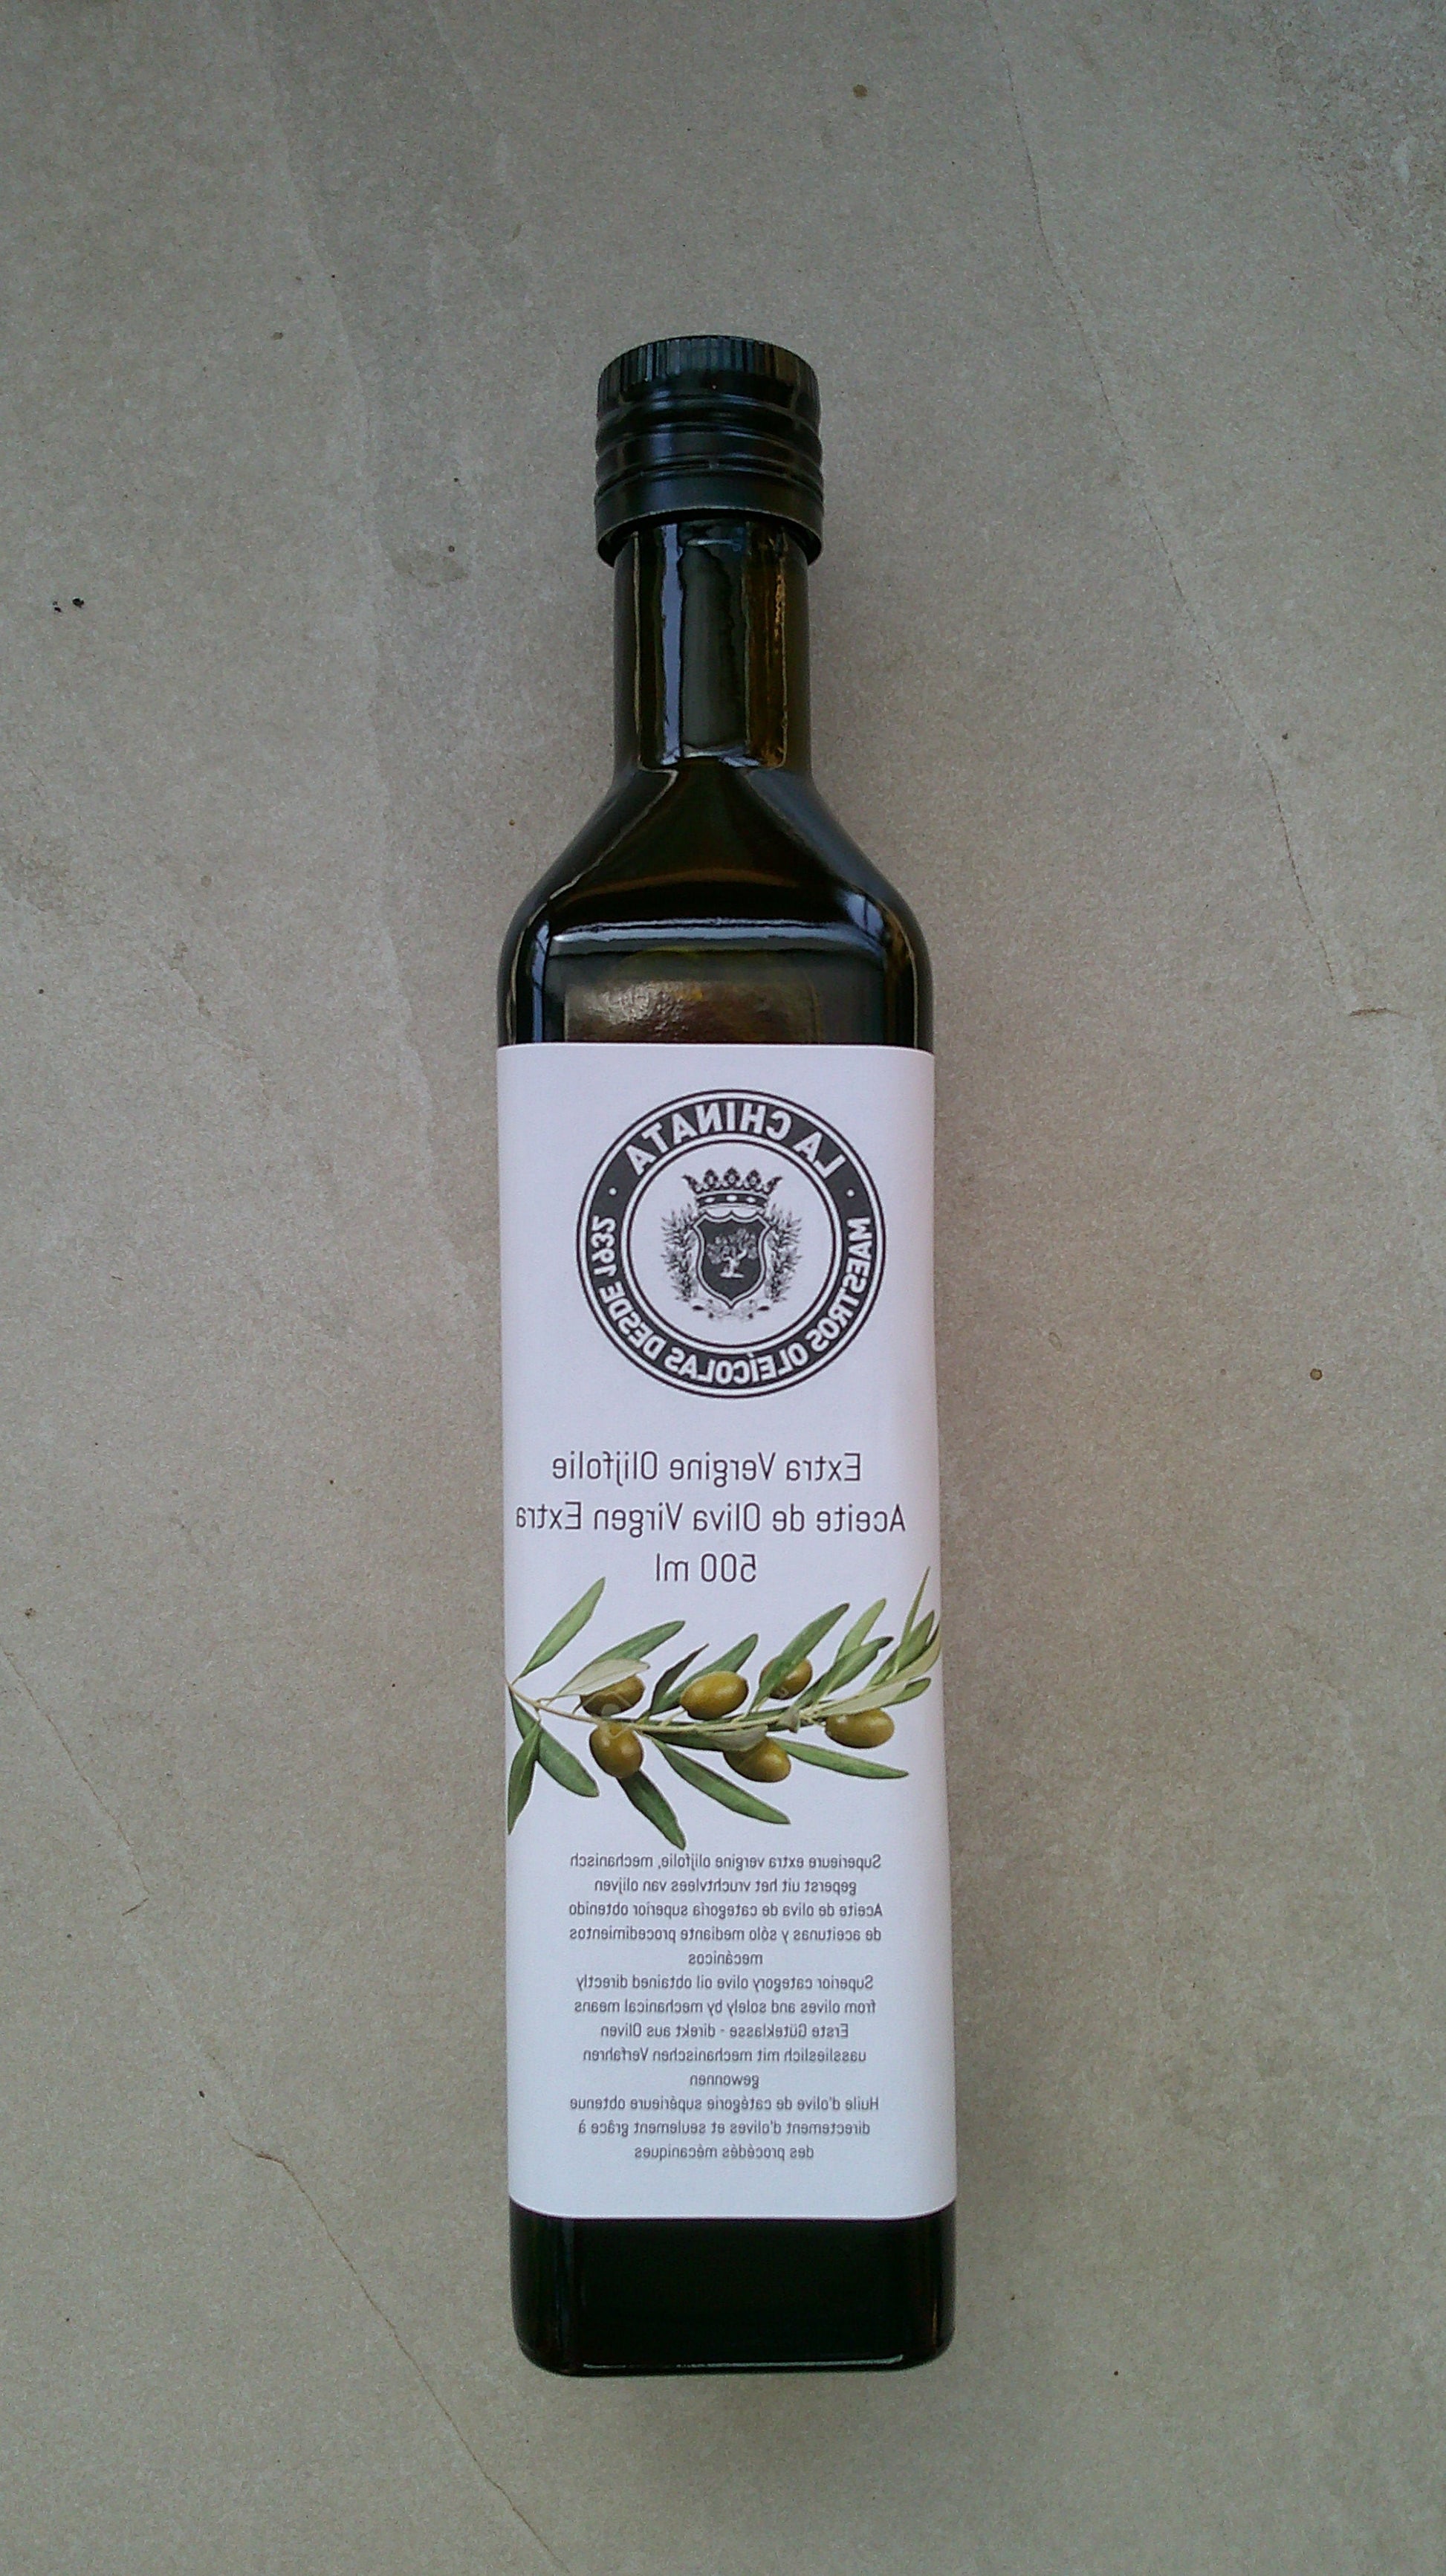 LA CHINATA
MAESTROS OLEÍCOLAS DESDE 1932
Extra Vergine Olijfolie
Aceite de Oliva Virgen Extra
500 ml
Superieure extra vergine olijfolie, mechanisch
geperst uit het vruchtvlees van olijven
Aceite de oliva de categoría superior obtenido
de aceitunas y sólo mediante procedimientos
mecánicos
Superior category olive oil obtained directly
from olives and solely by mechanical means
Erste Güteklasse - direkt aus Oliven
uasslieslich mit mechanischen Verfahren
gewonnen
Huile d'olive de catégorie supérieure obtenue
directement d'olives et seulement grâce à
des procédés mécaniques